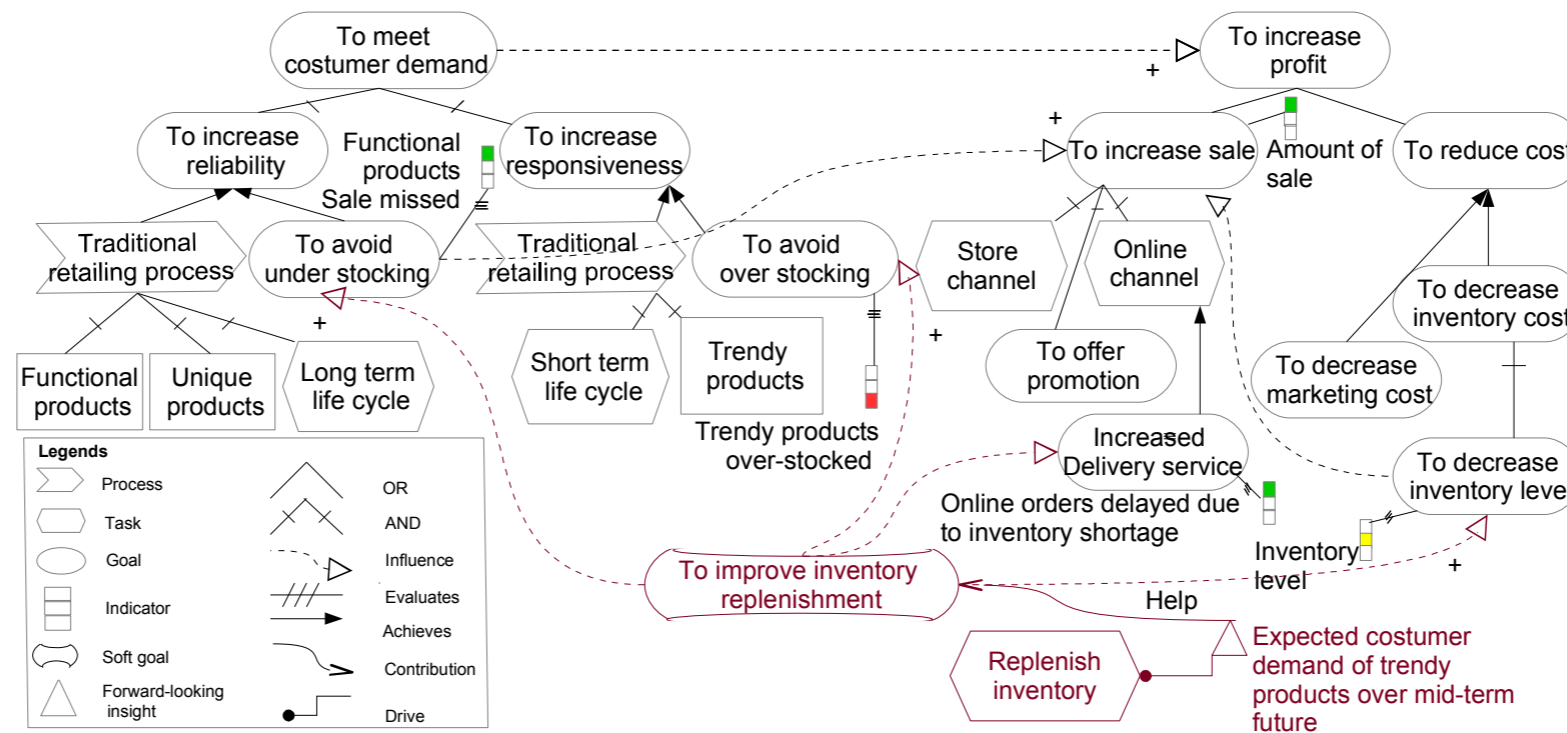 To meet
costumer demand
+
To increase
profit
To increase
reliability
Functional
products
Sale missed
To increase
responsiveness
+
To increase sale
Amount of
sale
To reduce cost
Traditional
retailing process
To avoid
under stocking
Traditional
retailing process
To avoid
over stocking
Store
channel
Online
channel
To decrease
inventory cost
+
+
Functional
products
Unique
products
Long term
life cycle
Short term
life cycle
Trendy
products
To offer
promotion
To decrease
marketing cost
Trendy products
over-stocked
Increased
Delivery service
To decrease
inventory level
Online orders delayed due
to inventory shortage
Inventory
level
+
To improve inventory
replenishment
Help
Replenish
inventory
Expected costumer
demand of trendy
products over mid-term
future
Legends
Process
Task
Goal
Indicator
Soft goal
Forward-looking
insight
OR
AND
Influence
Evaluates
Achieves
Contribution
Drive